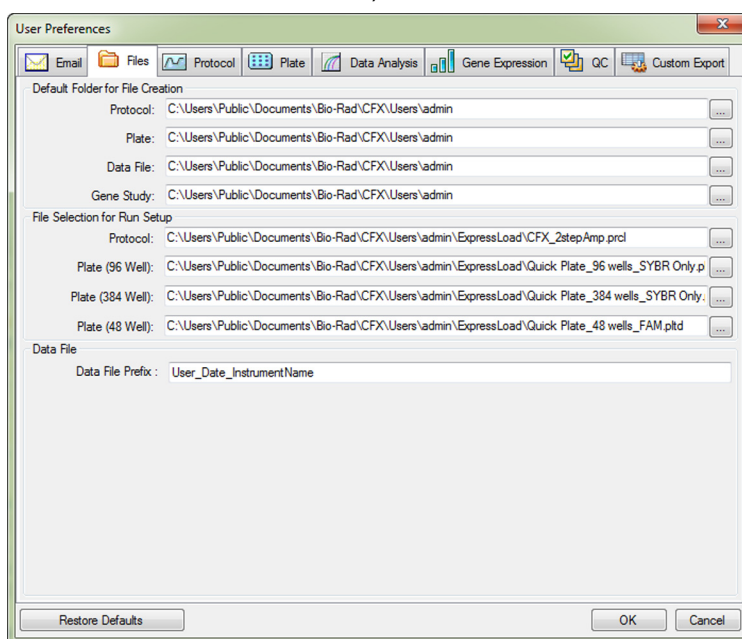 User Preferences
x
Email Files Protocol Plate Data Analysis Gene Expression QC Custom Export
Default Folder for File Creation
Protocol: C:\Users\Public\Documents\Bio-Rad\CFX\Users\admin ...
Plate: C:\Users\Public\Documents\Bio-Rad\CFX\Users\admin ...
Data File: C:\Users\Public\Documents\Bio-Rad\CFX\Users\admin ...
Gene Study: C:\Users\Public\Documents\Bio-Rad\CFX\Users\admin ...
File Selection for Run Setup
Protocol: C:\Users\Public\Documents\Bio-Rad\CFX\Users\admin\ExpressLoad\CFX_2stepAmp.prcl ...
Plate (96 Well): C:\Users\Public\Documents\Bio-Rad\CFX\Users\admin\ExpressLoad\Quick Plate_96 wells_SYBR Only.p ...
Plate (384 Well): C:\Users\Public\Documents\Bio-Rad\CFX\Users\admin\ExpressLoad\Quick Plate_384 wells_SYBR Only. ...
Plate (48 Well): C:\Users\Public\Documents\Bio-Rad\CFX\Users\admin\ExpressLoad\Quick Plate_48 wells_FAM.pltd ...
Data File
Data File Prefix : User_Date_InstrumentName
Restore Defaults OK Cancel